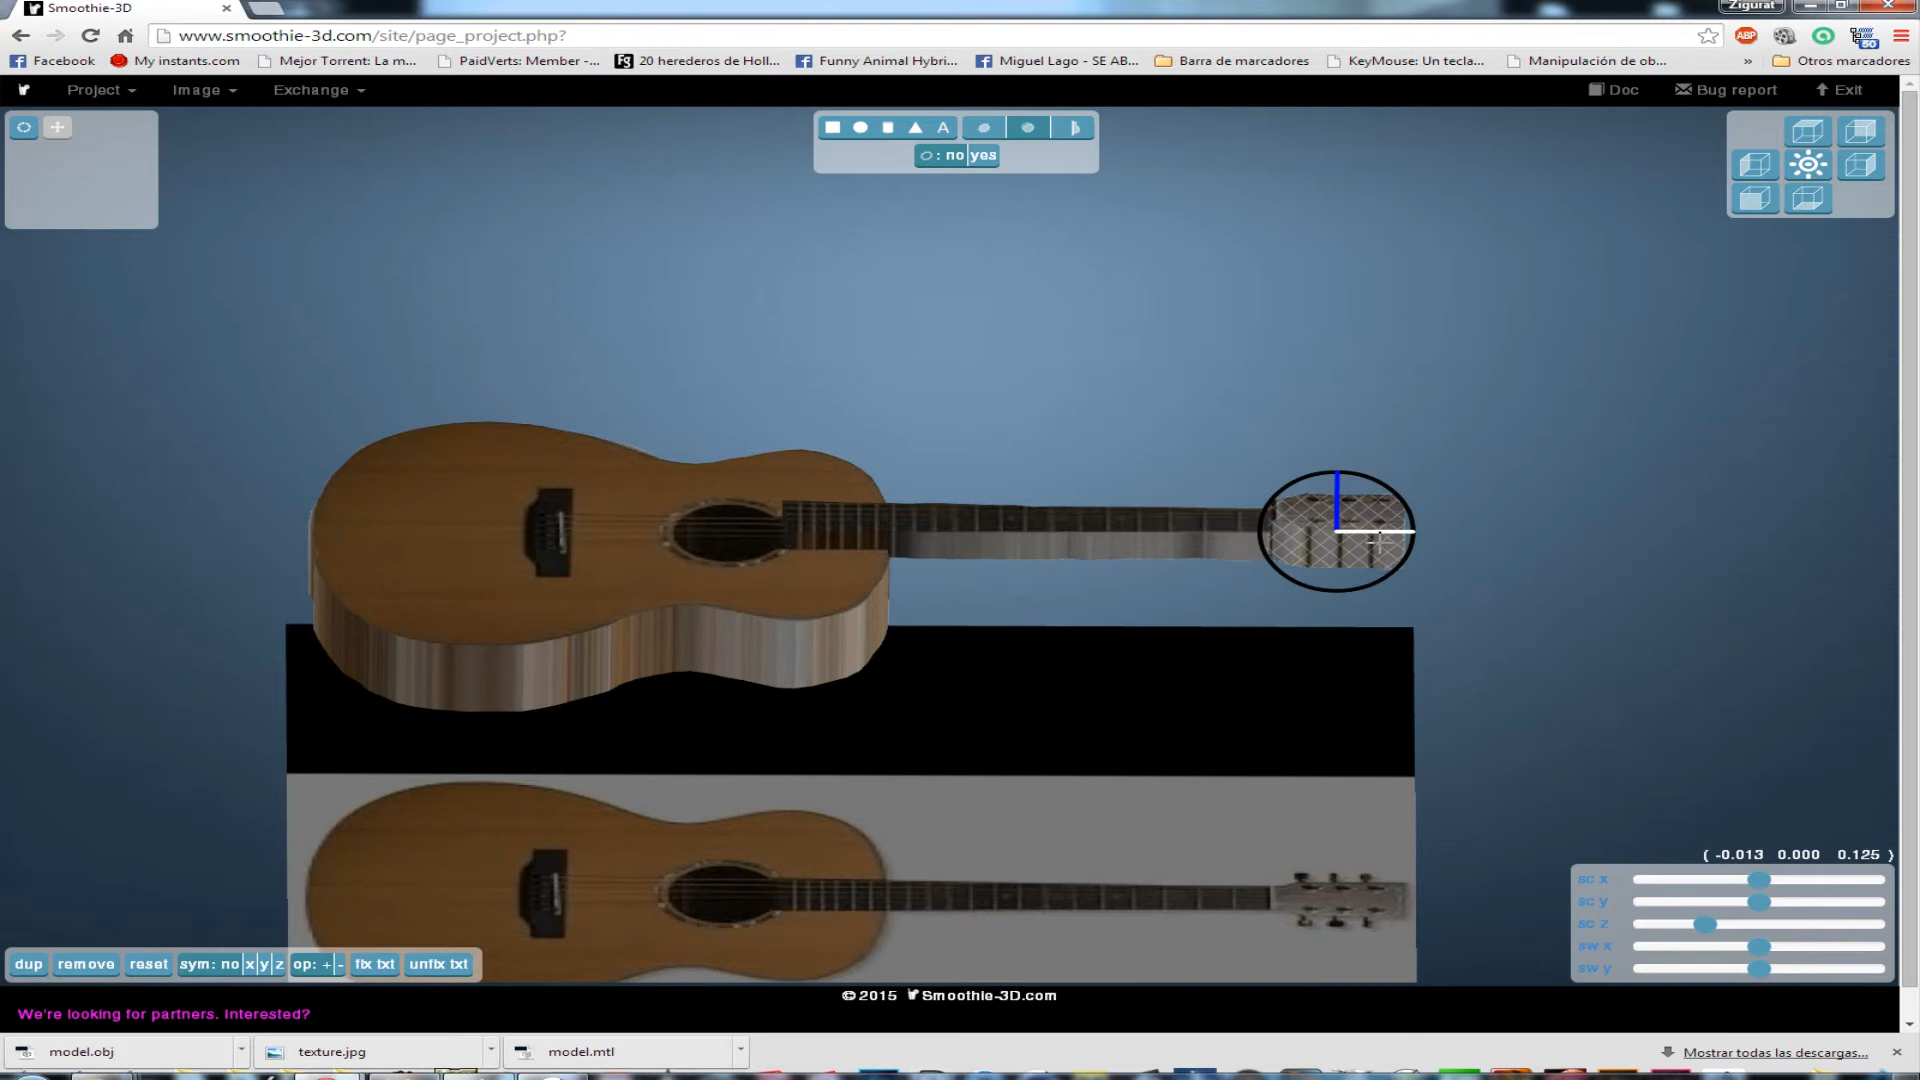 Smoothie-3D
Zigurat
www.smoothie-3d.com/site/page_project.php?
ABP
50
Facebook
My instants.com
Mejor Torrent: La m...
PaidVerts: Member -...
Fg 20 herederos de Holl...
Funny Animal Hybri...
Miguel Lago - SE AB...
Barra de marcadores
KeyMouse: Un tecla...
Manipulación de ob...
»
Otros marcadores
Project
Image
Exchange
Doc
Bug report
Exit
A
: no yes
( -0.013 0.000 0.125 )
sc x
sc y
sc z
sw x
sw y
dup remove reset sym: no x y z op: + - fix txt unfix txt
© 2015 Smoothie-3D.com
We're looking for partners. Interested?
model.obj
texture.jpg
model.mtl
Mostrar todas las descargas...